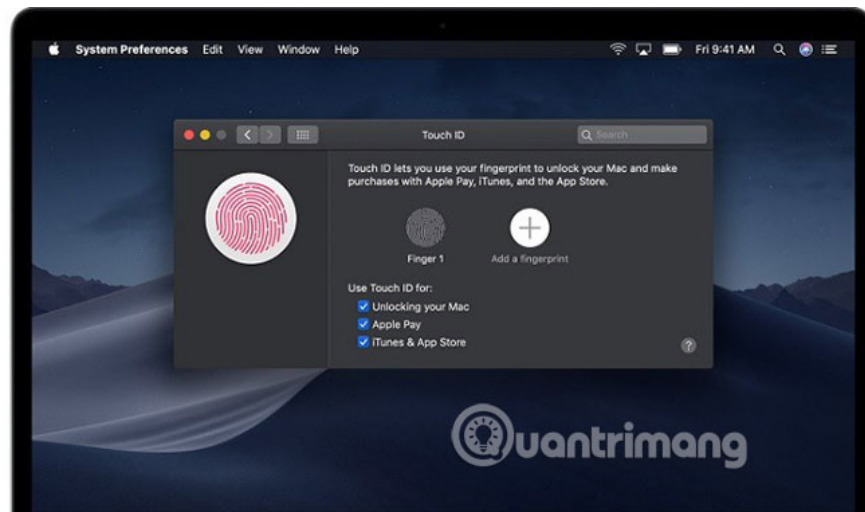 System Preferences Edit View Window Help Fri 9:41 AM
Touch ID
Search
Touch ID lets you use your fingerprint to unlock your Mac and make
purchases with Apple Pay, iTunes, and the App Store.
Finger 1 Add a fingerprint
Use Touch ID for:
Unlocking your Mac
Apple Pay
iTunes & App Store
?
Quantrimang